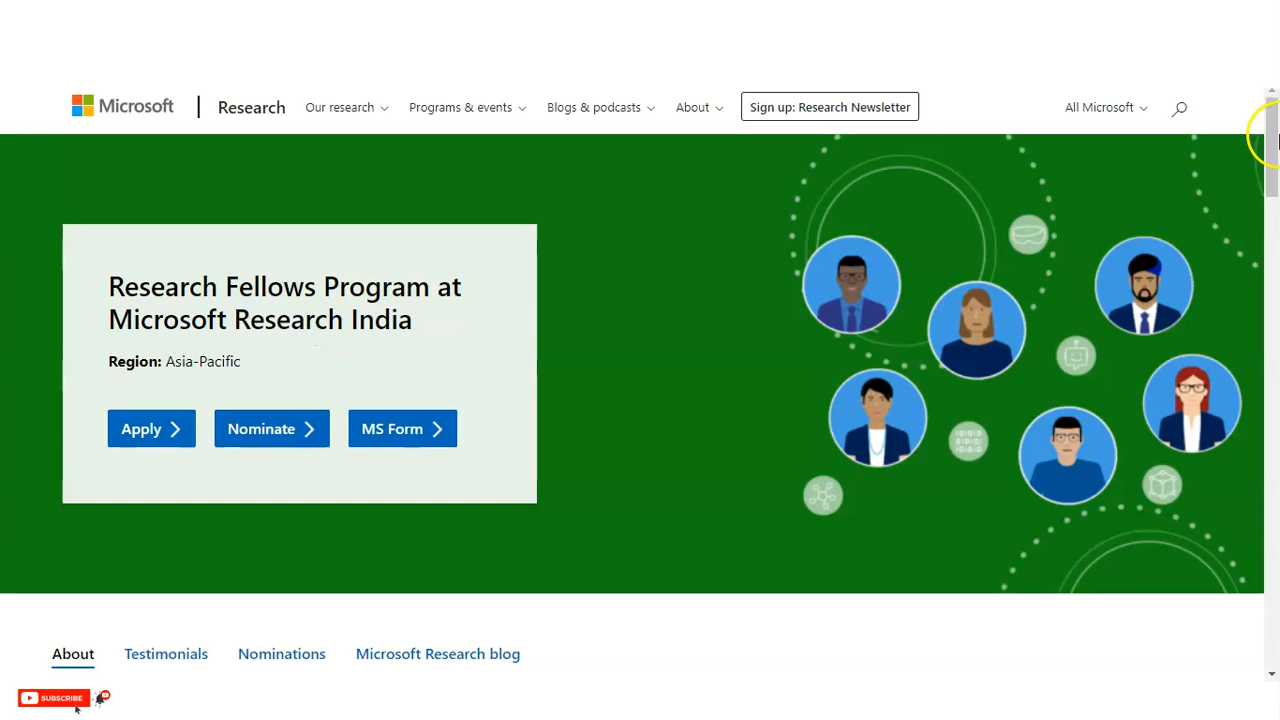 Microsoft
Research
Our research
Programs & events
Blogs & podcasts
About
Sign up: Research Newsletter
All Microsoft
Research Fellows Program at
Microsoft Research India
Region: Asia-Pacific
Apply
Nominate
MS Form
About
Testimonials
Nominations
Microsoft Research blog
SUBSCRIBE